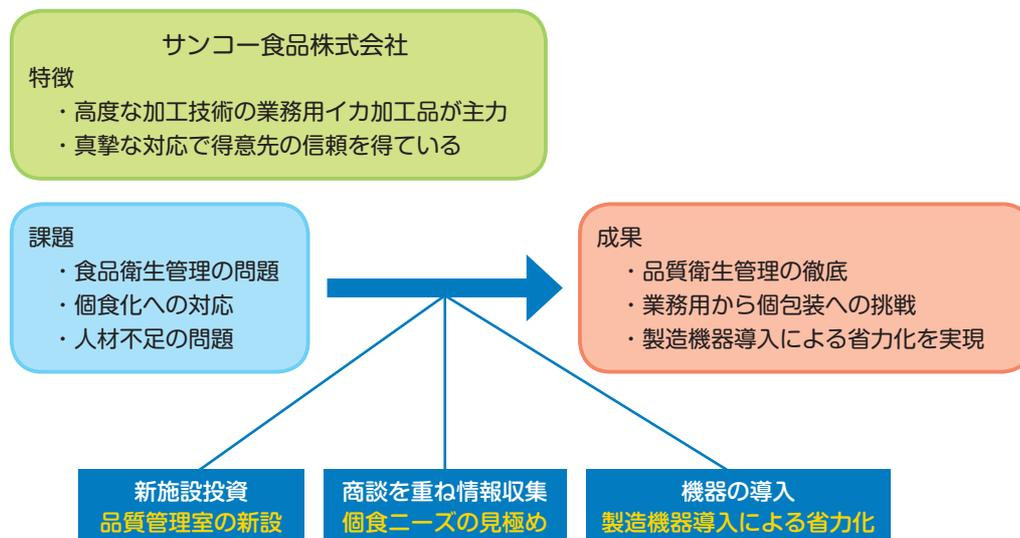 サンコー食品株式会社
特徴
・高度な加工技術の業務用イカ加工品が主力
・真摯な対応で得意先の信頼を得ている
課題
・食品衛生管理の問題
・個食化への対応
・人材不足の問題
成果
・品質衛生管理の徹底
・業務用から個包装への挑戦
・製造機器導入による省力化を実現
新施設投資
品質管理室の新設
商談を重ね情報収集
個食ニーズの見極め
機器の導入
製造機器導入による省力化